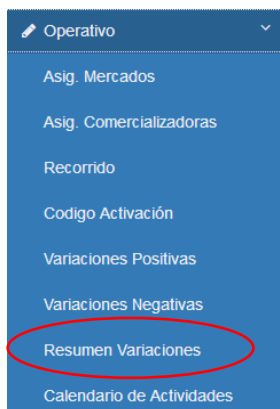 Operativo
Asig. Mercados
Asig. Comercializadoras
Recorrido
Codigo Activación
Variaciones Positivas
Variaciones Negativas
Resumen Variaciones
Calendario de Actividades